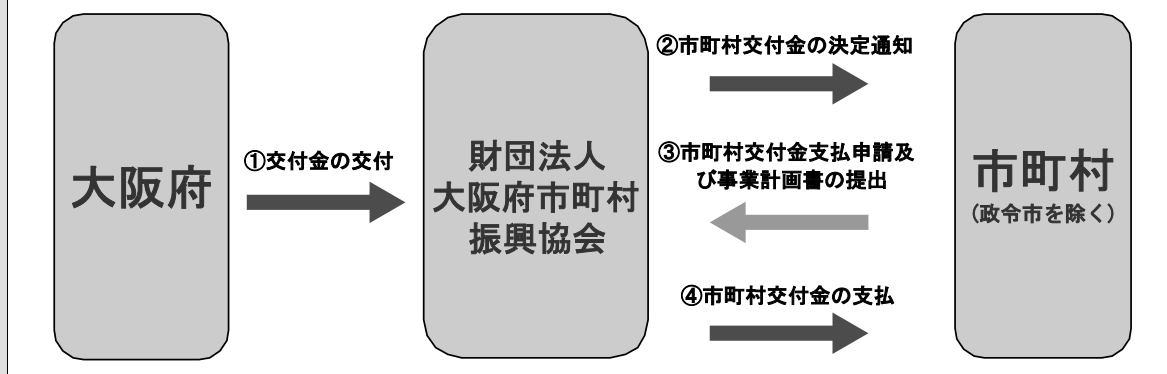 大阪府
①交付金の交付
財団法人
大阪府市町村
振興協会
②市町村交付金の決定通知
③市町村交付金支払申請及
び事業計画書の提出
④市町村交付金の支払
市町村
(政令市を除く)